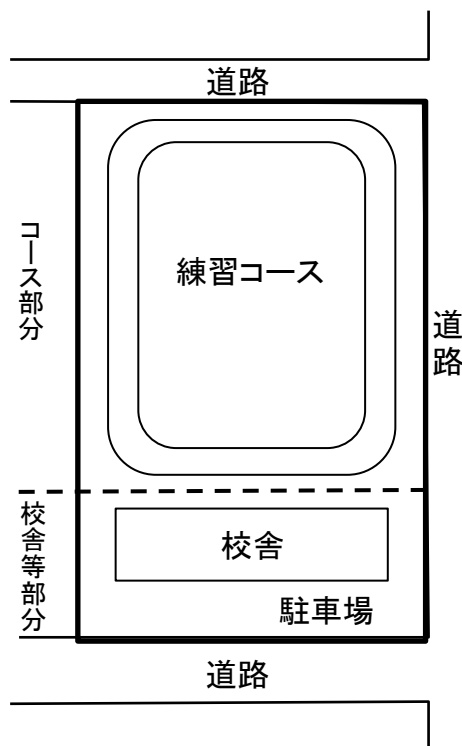 道路
コース部分
練習コース
道路
校舎等部分
校舎
駐車場
道路